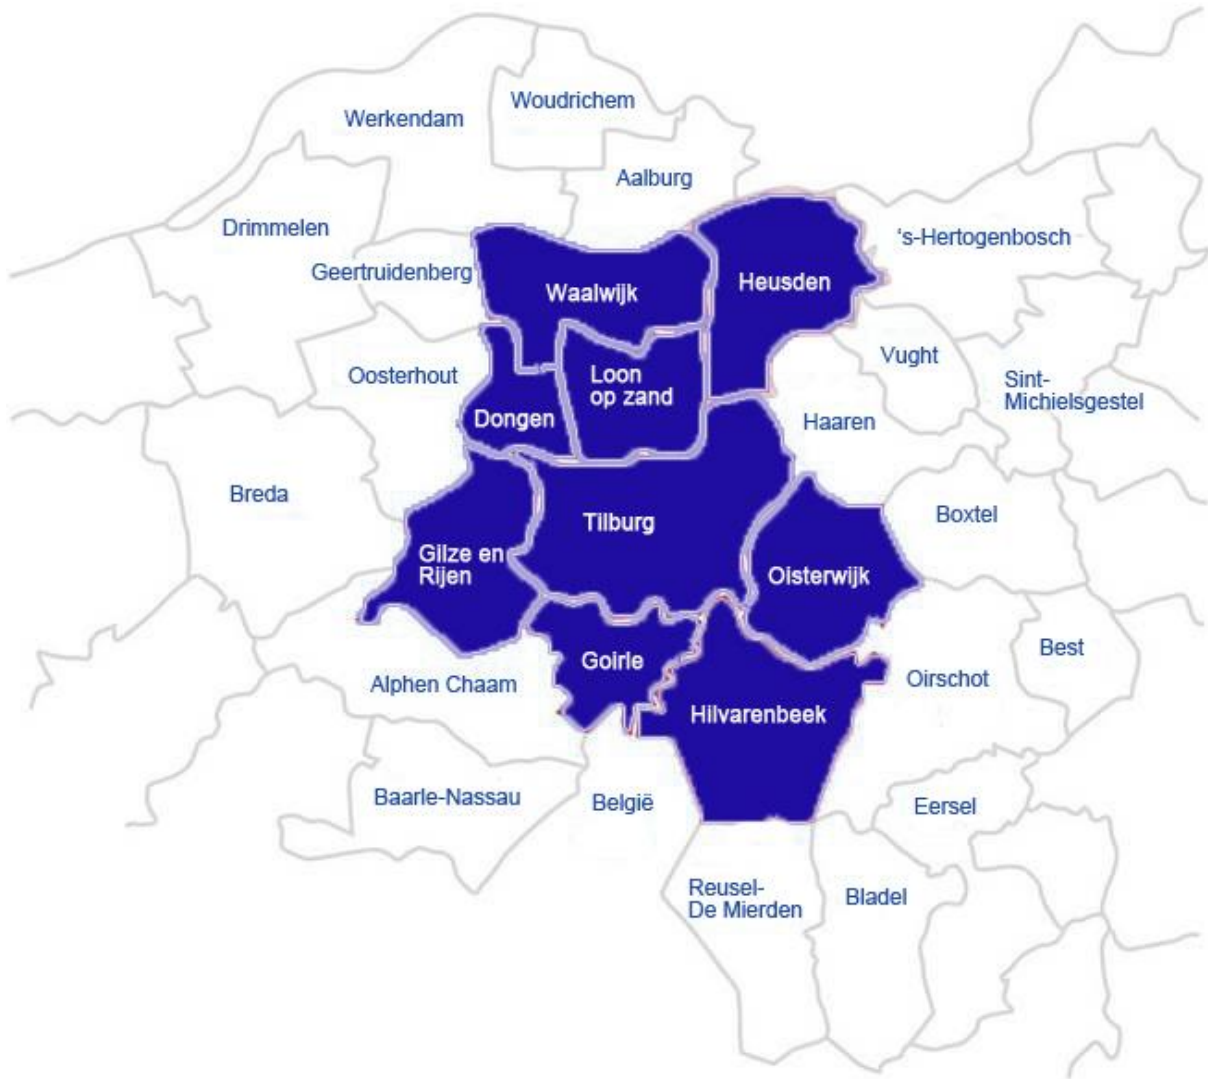 Woudrichem
Werkendam
Aalburg
Drimmelen
's-Hertogenbosch
Geertruidenberg
Waalwijk
Heusden
Vught
Oosterhout
Loon
op zand
Sint-
Michielsgestel
Dongen
Haaren
Breda
Tilburg
Boxtel
Gilze en
Rijen
Oisterwijk
Goirle
Best
Alphen Chaam
Oirschot
Hilvarenbeek
Baarle-Nassau
België
Eersel
Reusel-
De Mierden
Bladel